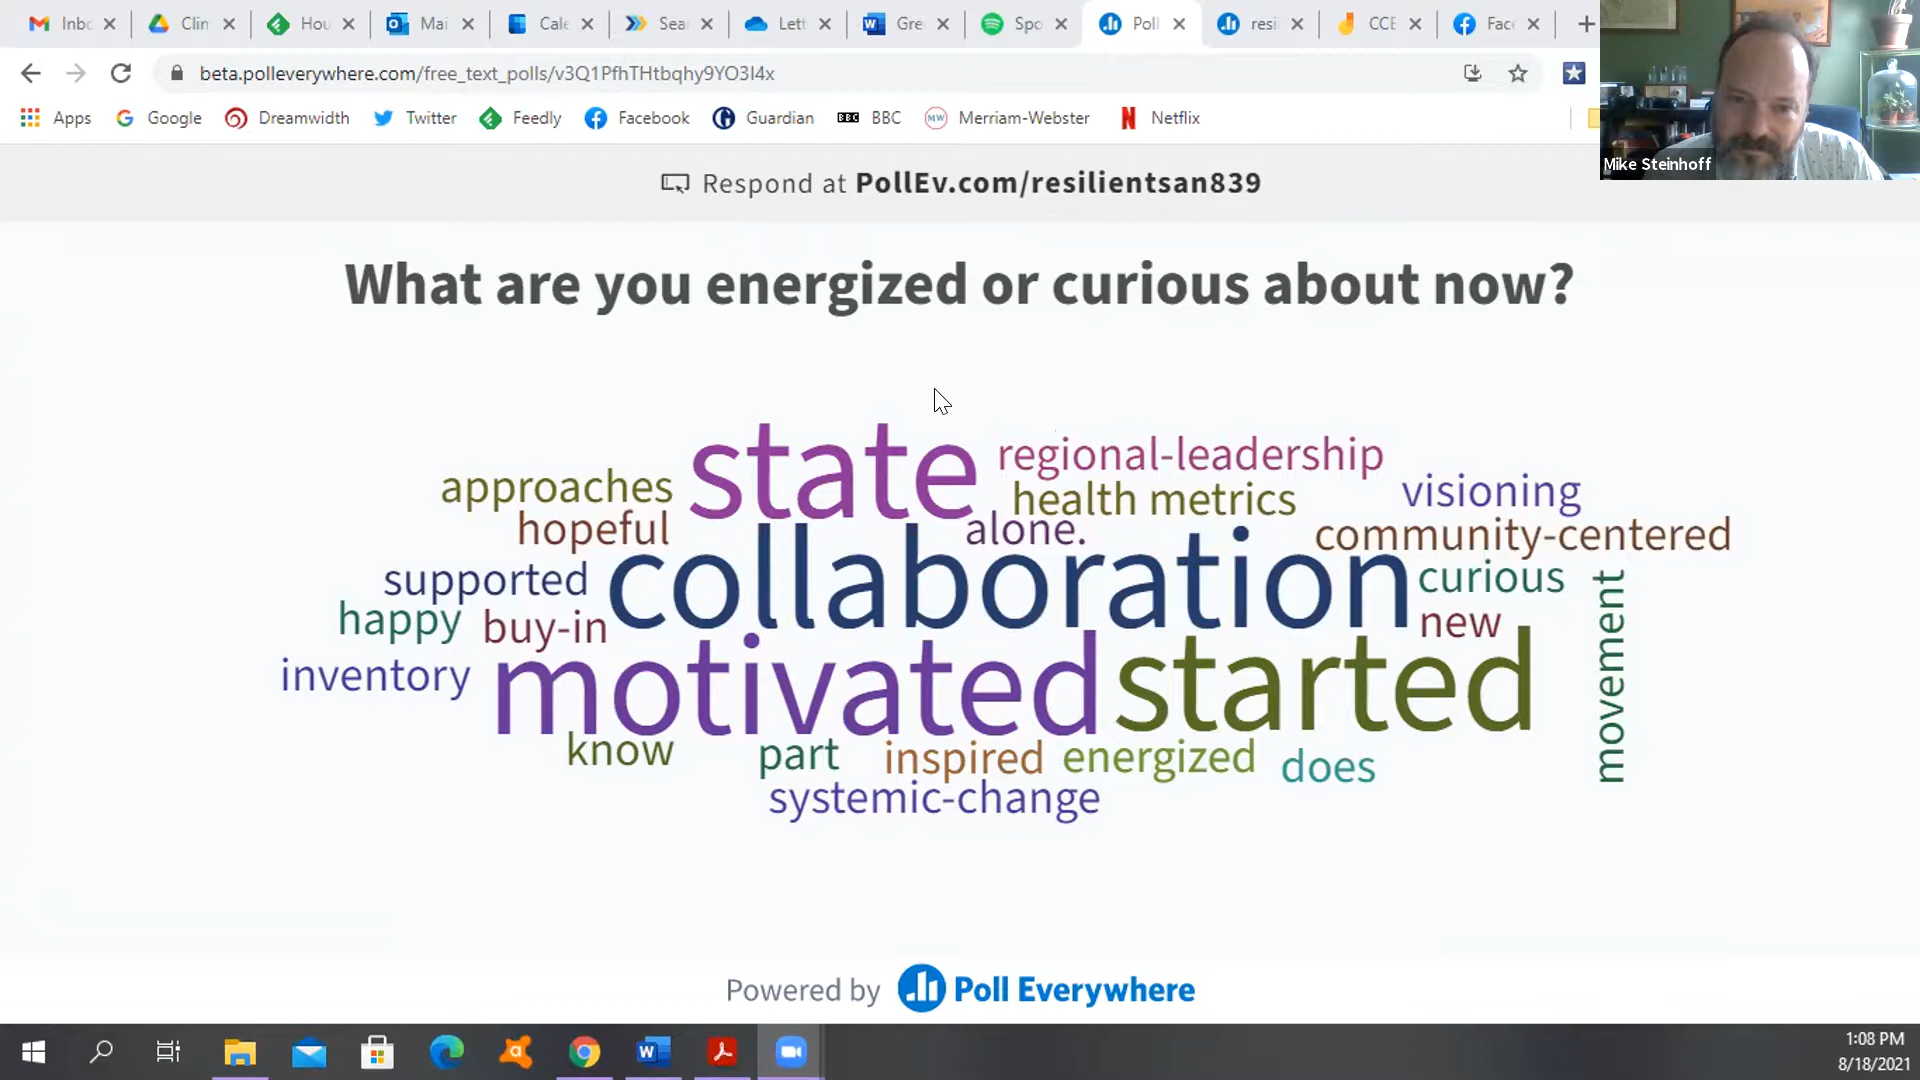 Inbc
Clim
Hou
Mai
Cale
Sear
Lett
Gre
Spo
Poll
resi
CCE
Face
beta.polleverywhere.com/free_text_polls/v3Q1PfhTHtbqhy9YO3I4x
Apps
Google
Dreamwidth
Twitter
Feedly
Facebook
Guardian
BBC BBC
MW Merriam-Webster
Netflix
Mike Steinhoff
Respond at PollEv.com/resilientsan839
What are you energized or curious about now?
state
regional-leadership
approaches
health metrics
visioning
hopeful
alone.
community-centered
supported
collaboration
curious
happy
buy-in
new
movement
inventory
motivated
started
know
part
inspired
energized
does
systemic-change
Powered by Poll Everywhere
1:08 PM
8/18/2021